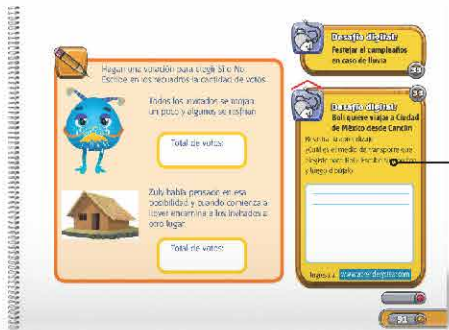 Hagan una votación para elegir Sí o No
Escribe en los recuadros la cantidad de votos
Todos los invitados se mojan
un poco y algunos se resfrían
Total de votos:
Zuly había pensado en esa
posibilidad y cuando comienza a
llover encamina a los invitados a
otro lugar
Total de votos:
Desafío digital:
Festejar el cumpleaños
en caso de lluvia
Desafío digital:
Boli quiere viajar a Ciudad
de México desde Cancún
¿Cuál es el medio de transporte que
y luego dibújalo
Ingresa a